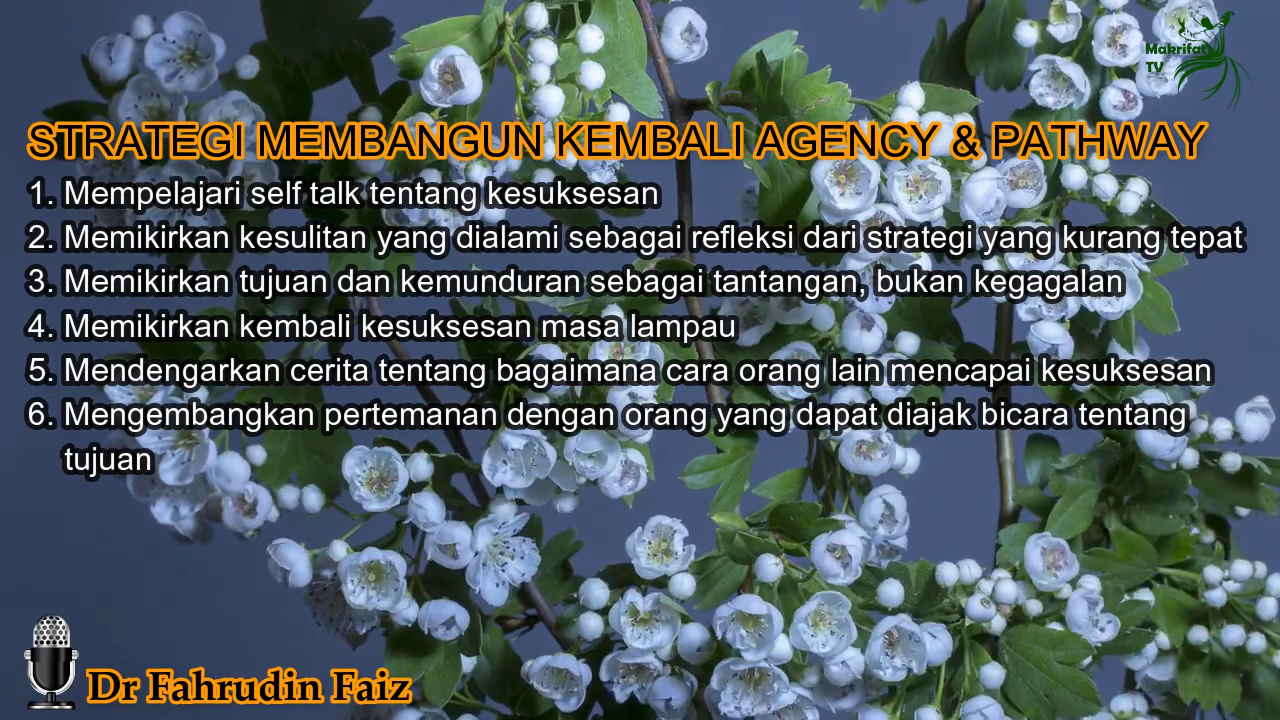 Makrifat
TV
STRATEGI MEMBANGUN KEMBALI AGENCY & PATHWAY
1. Mempelajari self talk tentang kesuksesan
2. Memikirkan kesulitan yang dialami sebagai refleksi dari strategi yang kurang tepat
3. Memikirkan tujuan dan kemunduran sebagai tantangan, bukan kegagalan
4. Memikirkan kembali kesuksesan masa lampau
5. Mendengarkan cerita tentang bagaimana cara orang lain mencapai kesuksesan
6. Mengembangkan pertemanan dengan orang yang dapat diajak bicara tentang
tujuan
Dr Fahrudin Faiz